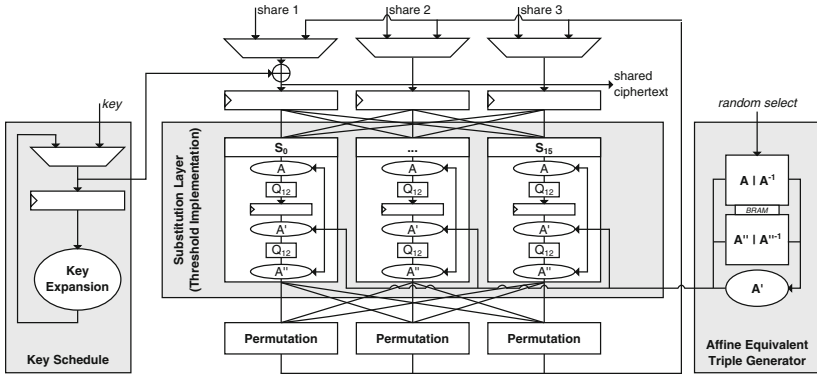 share 1
share 2
share 3
shared
ciphertext
key
random select
Substitution Layer
(Threshold Implementation)
S0
...
S15
A
A
A
Q12
Q12
Q12
A'
A'
A'
Q12
Q12
Q12
A''
A''
A''
A | A-1
BRAM
A'' | A''-1
A'
Key
Expansion
Permutation
Permutation
Permutation
Key Schedule
Affine Equivalent
Triple Generator